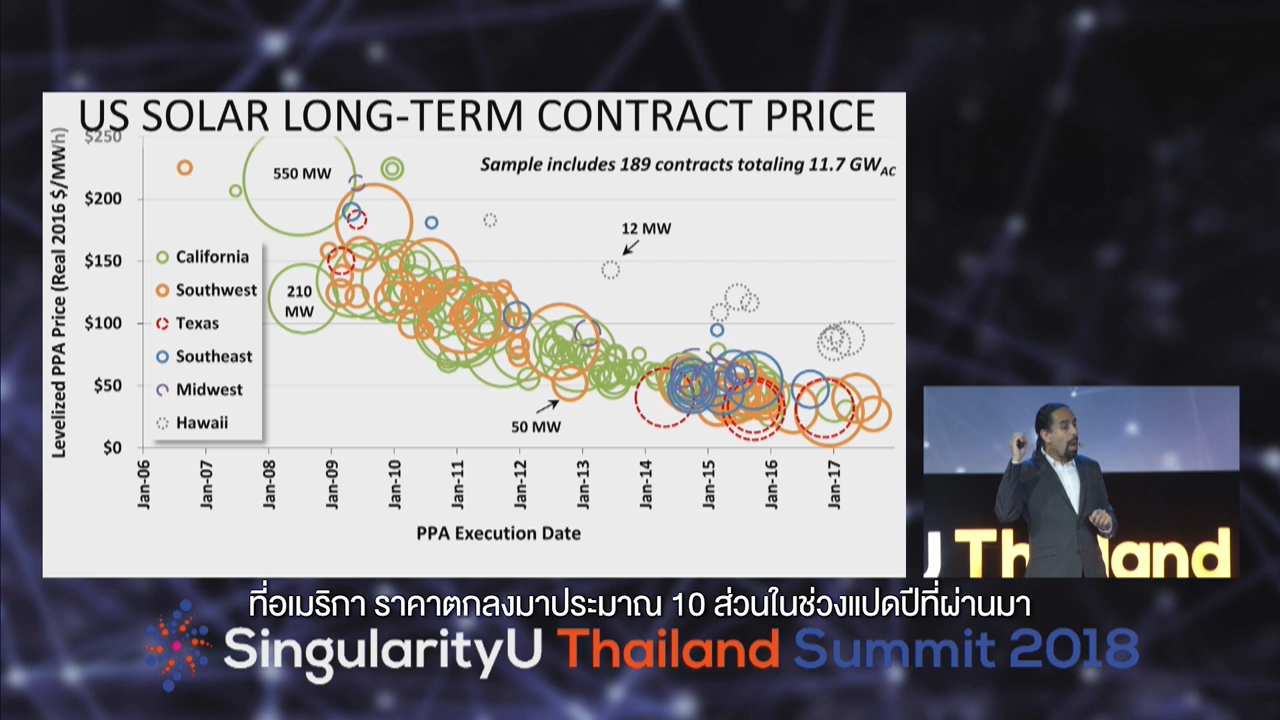 US SOLAR LONG-TERM CONTRACT PRICE
Sample includes 189 contracts totaling 11.7 GWAC
Levelized PPA Price (Real 2016 $/MWh)
$250
$200
$150
$100
$50
$0
550 MW
210
MW
12 MW
50 MW
California
Southwest
Texas
Southeast
Midwest
Hawaii
Jan-06
Jan-07
Jan-08
Jan-09
Jan-10
Jan-11
Jan-12
Jan-13
Jan-14
Jan-15
Jan-16
Jan-17
PPA Execution Date
ที่อเมริกา ราคาตกลงมาประมาณ 10 ส่วนในช่วงแปดปีที่ผ่านมา
SingularityU Thailand Summit 2018